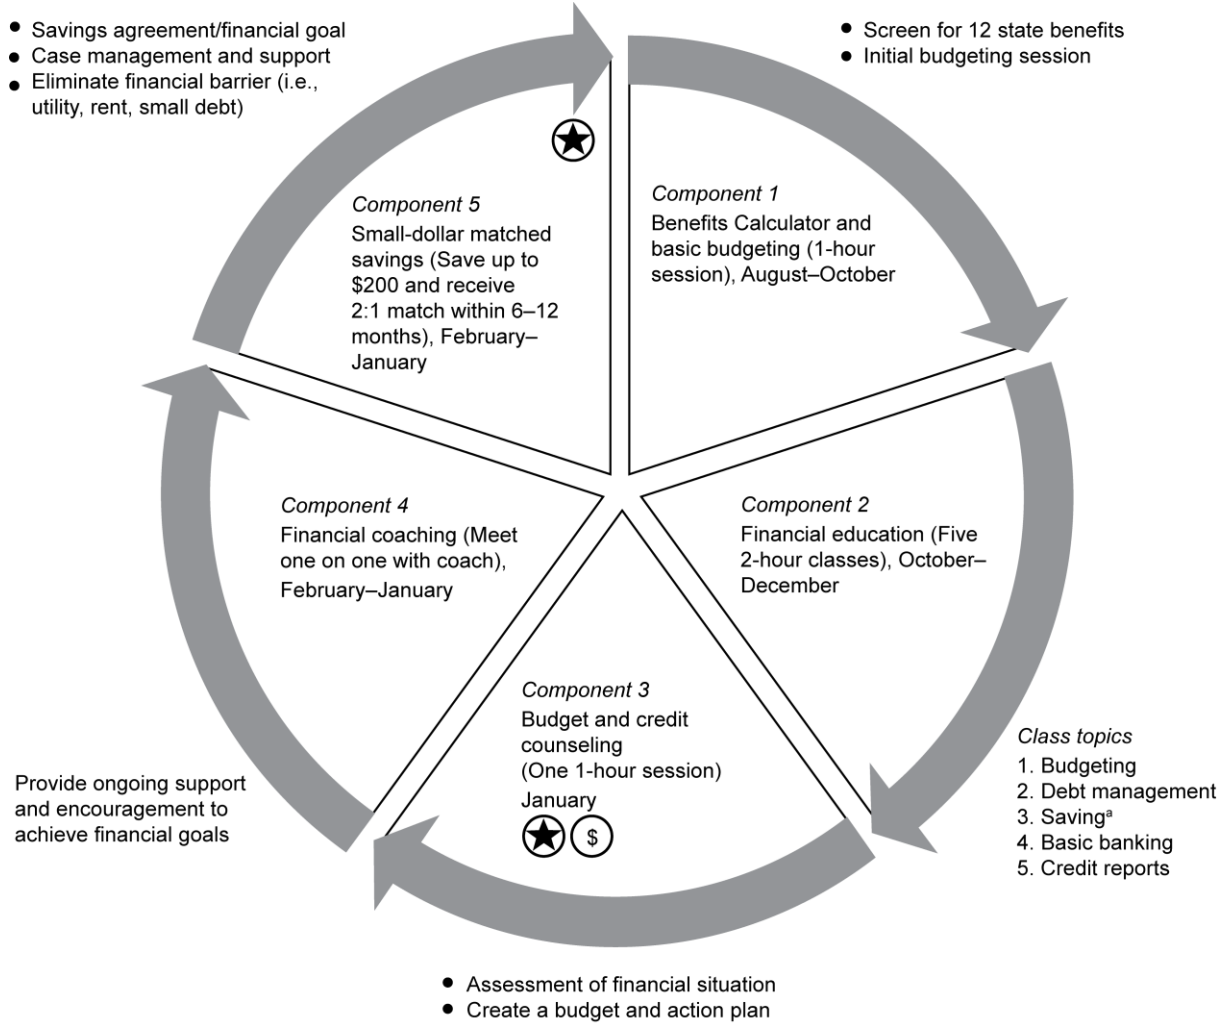 • Savings agreement/financial goal
• Case management and support
• Eliminate financial barrier (i.e.,
utility, rent, small debt)
• Screen for 12 state benefits
• Initial budgeting session
Component 1
Benefits Calculator and
basic budgeting (1-hour
session), August–October
Component 2
Financial education (Five
2-hour classes), October–
December
Class topics
1. Budgeting
2. Debt management
3. Savingᵃ
4. Basic banking
5. Credit reports
Component 3
Budget and credit
counseling
(One 1-hour session)
January
$
• Assessment of financial situation
• Create a budget and action plan
Component 4
Financial coaching (Meet
one on one with coach),
February–January
Provide ongoing support
and encouragement to
achieve financial goals
Component 5
Small-dollar matched
savings (Save up to
$200 and receive
2:1 match within 6–12
months), February–
January